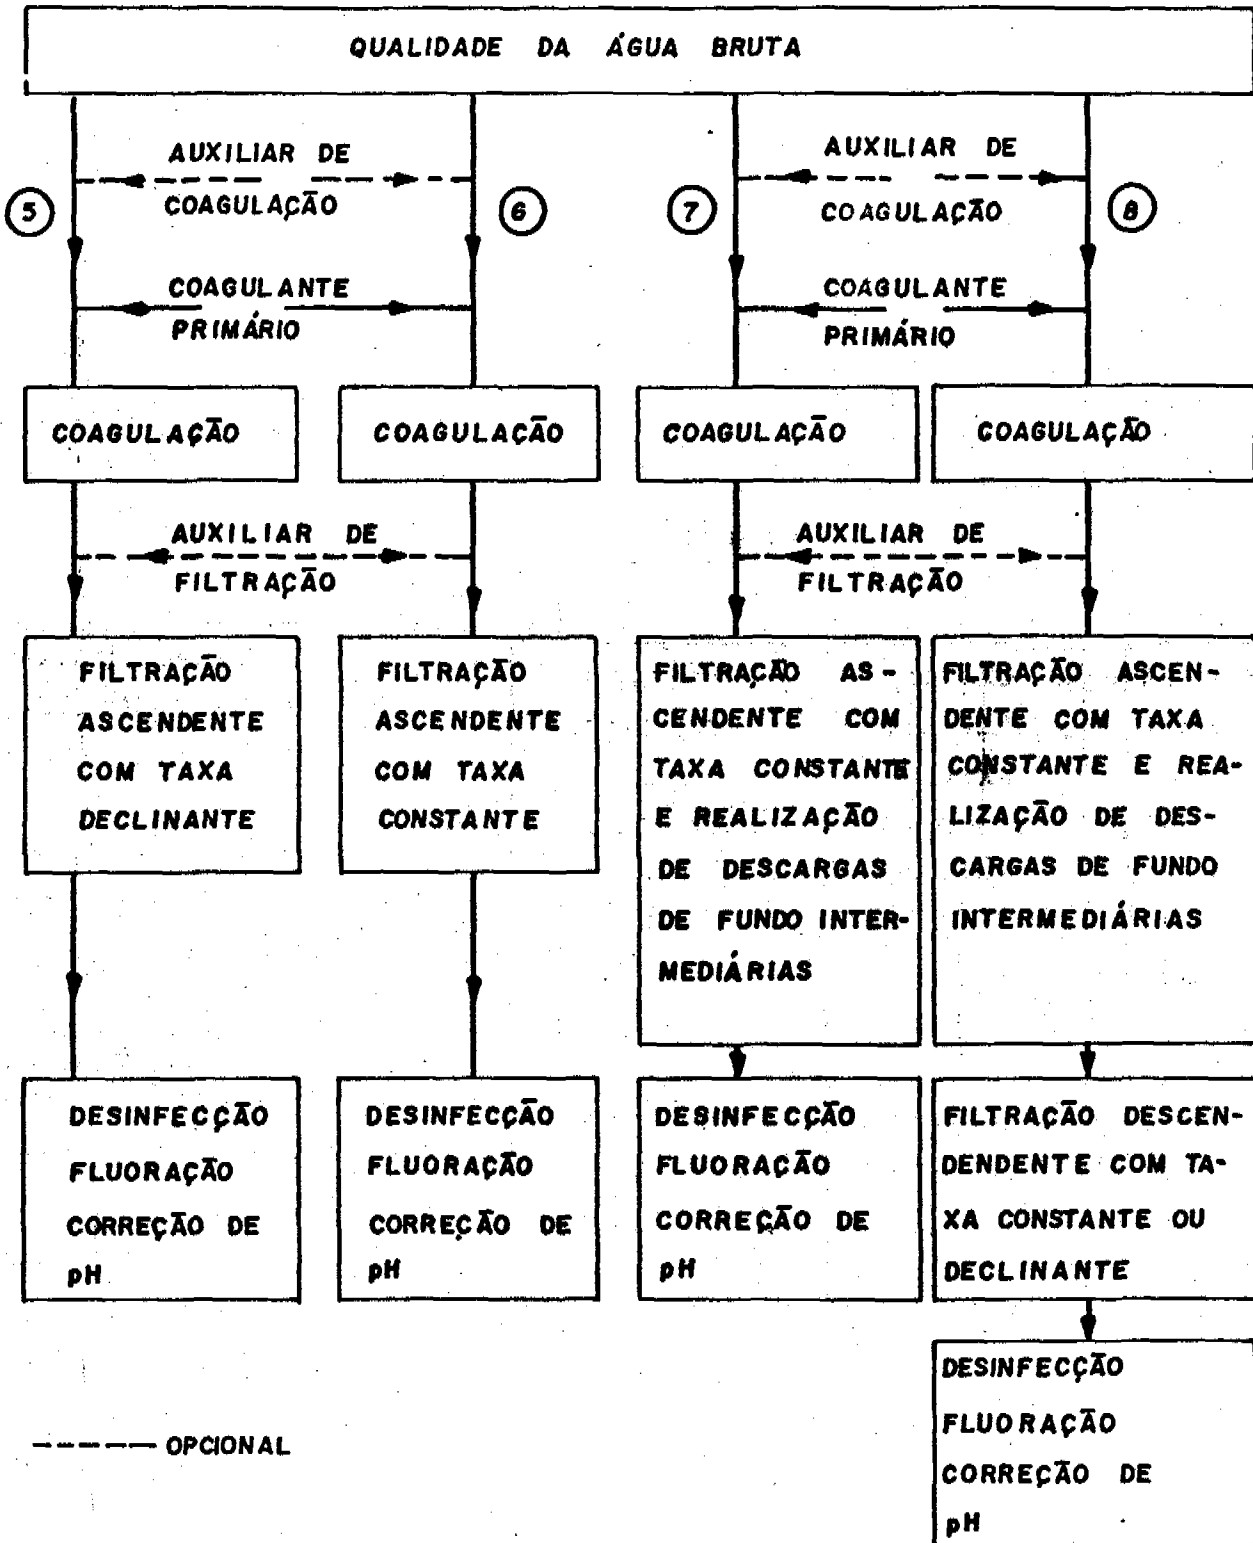 QUALIDADE DA ÁGUA BRUTA
AUXILIAR DE
COAGULAÇÃO
AUXILIAR DE
COAGULAÇÃO
5
6
7
8
COAGULANTE
PRIMÁRIO
COAGULANTE
PRIMÁRIO
COAGULAÇÃO
COAGULAÇÃO
COAGULAÇÃO
COAGULAÇÃO
AUXILIAR DE
FILTRAÇÃO
AUXILIAR DE
FILTRAÇÃO
FILTRAÇÃO
ASCENDENTE
COM TAXA
DECLINANTE
FILTRAÇÃO
ASCENDENTE
COM TAXA
CONSTANTE
FILTRAÇÃO AS-
CENDENTE COM
TAXA CONSTANTE
E REALIZAÇÃO
DE DESCARGAS
DE FUNDO INTER-
MEDIÁRIAS
FILTRAÇÃO ASCEN-
DENTE COM TAXA
CONSTANTE E REA-
LIZAÇÃO DE DES-
CARGAS DE FUNDO
INTERMEDIÁRIAS
DESINFECÇÃO
FLUORAÇÃO
CORREÇÃO DE
pH
DESINFECÇÃO
FLUORAÇÃO
CORREÇÃO DE
pH
DESINFECÇÃO
FLUORAÇÃO
CORREÇÃO DE
pH
FILTRAÇÃO DESCEN-
DENDENTE COM TA-
XA CONSTANTE OU
DECLINANTE
DESINFECÇÃO
FLUORAÇÃO
CORREÇÃO DE
pH
OPCIONAL